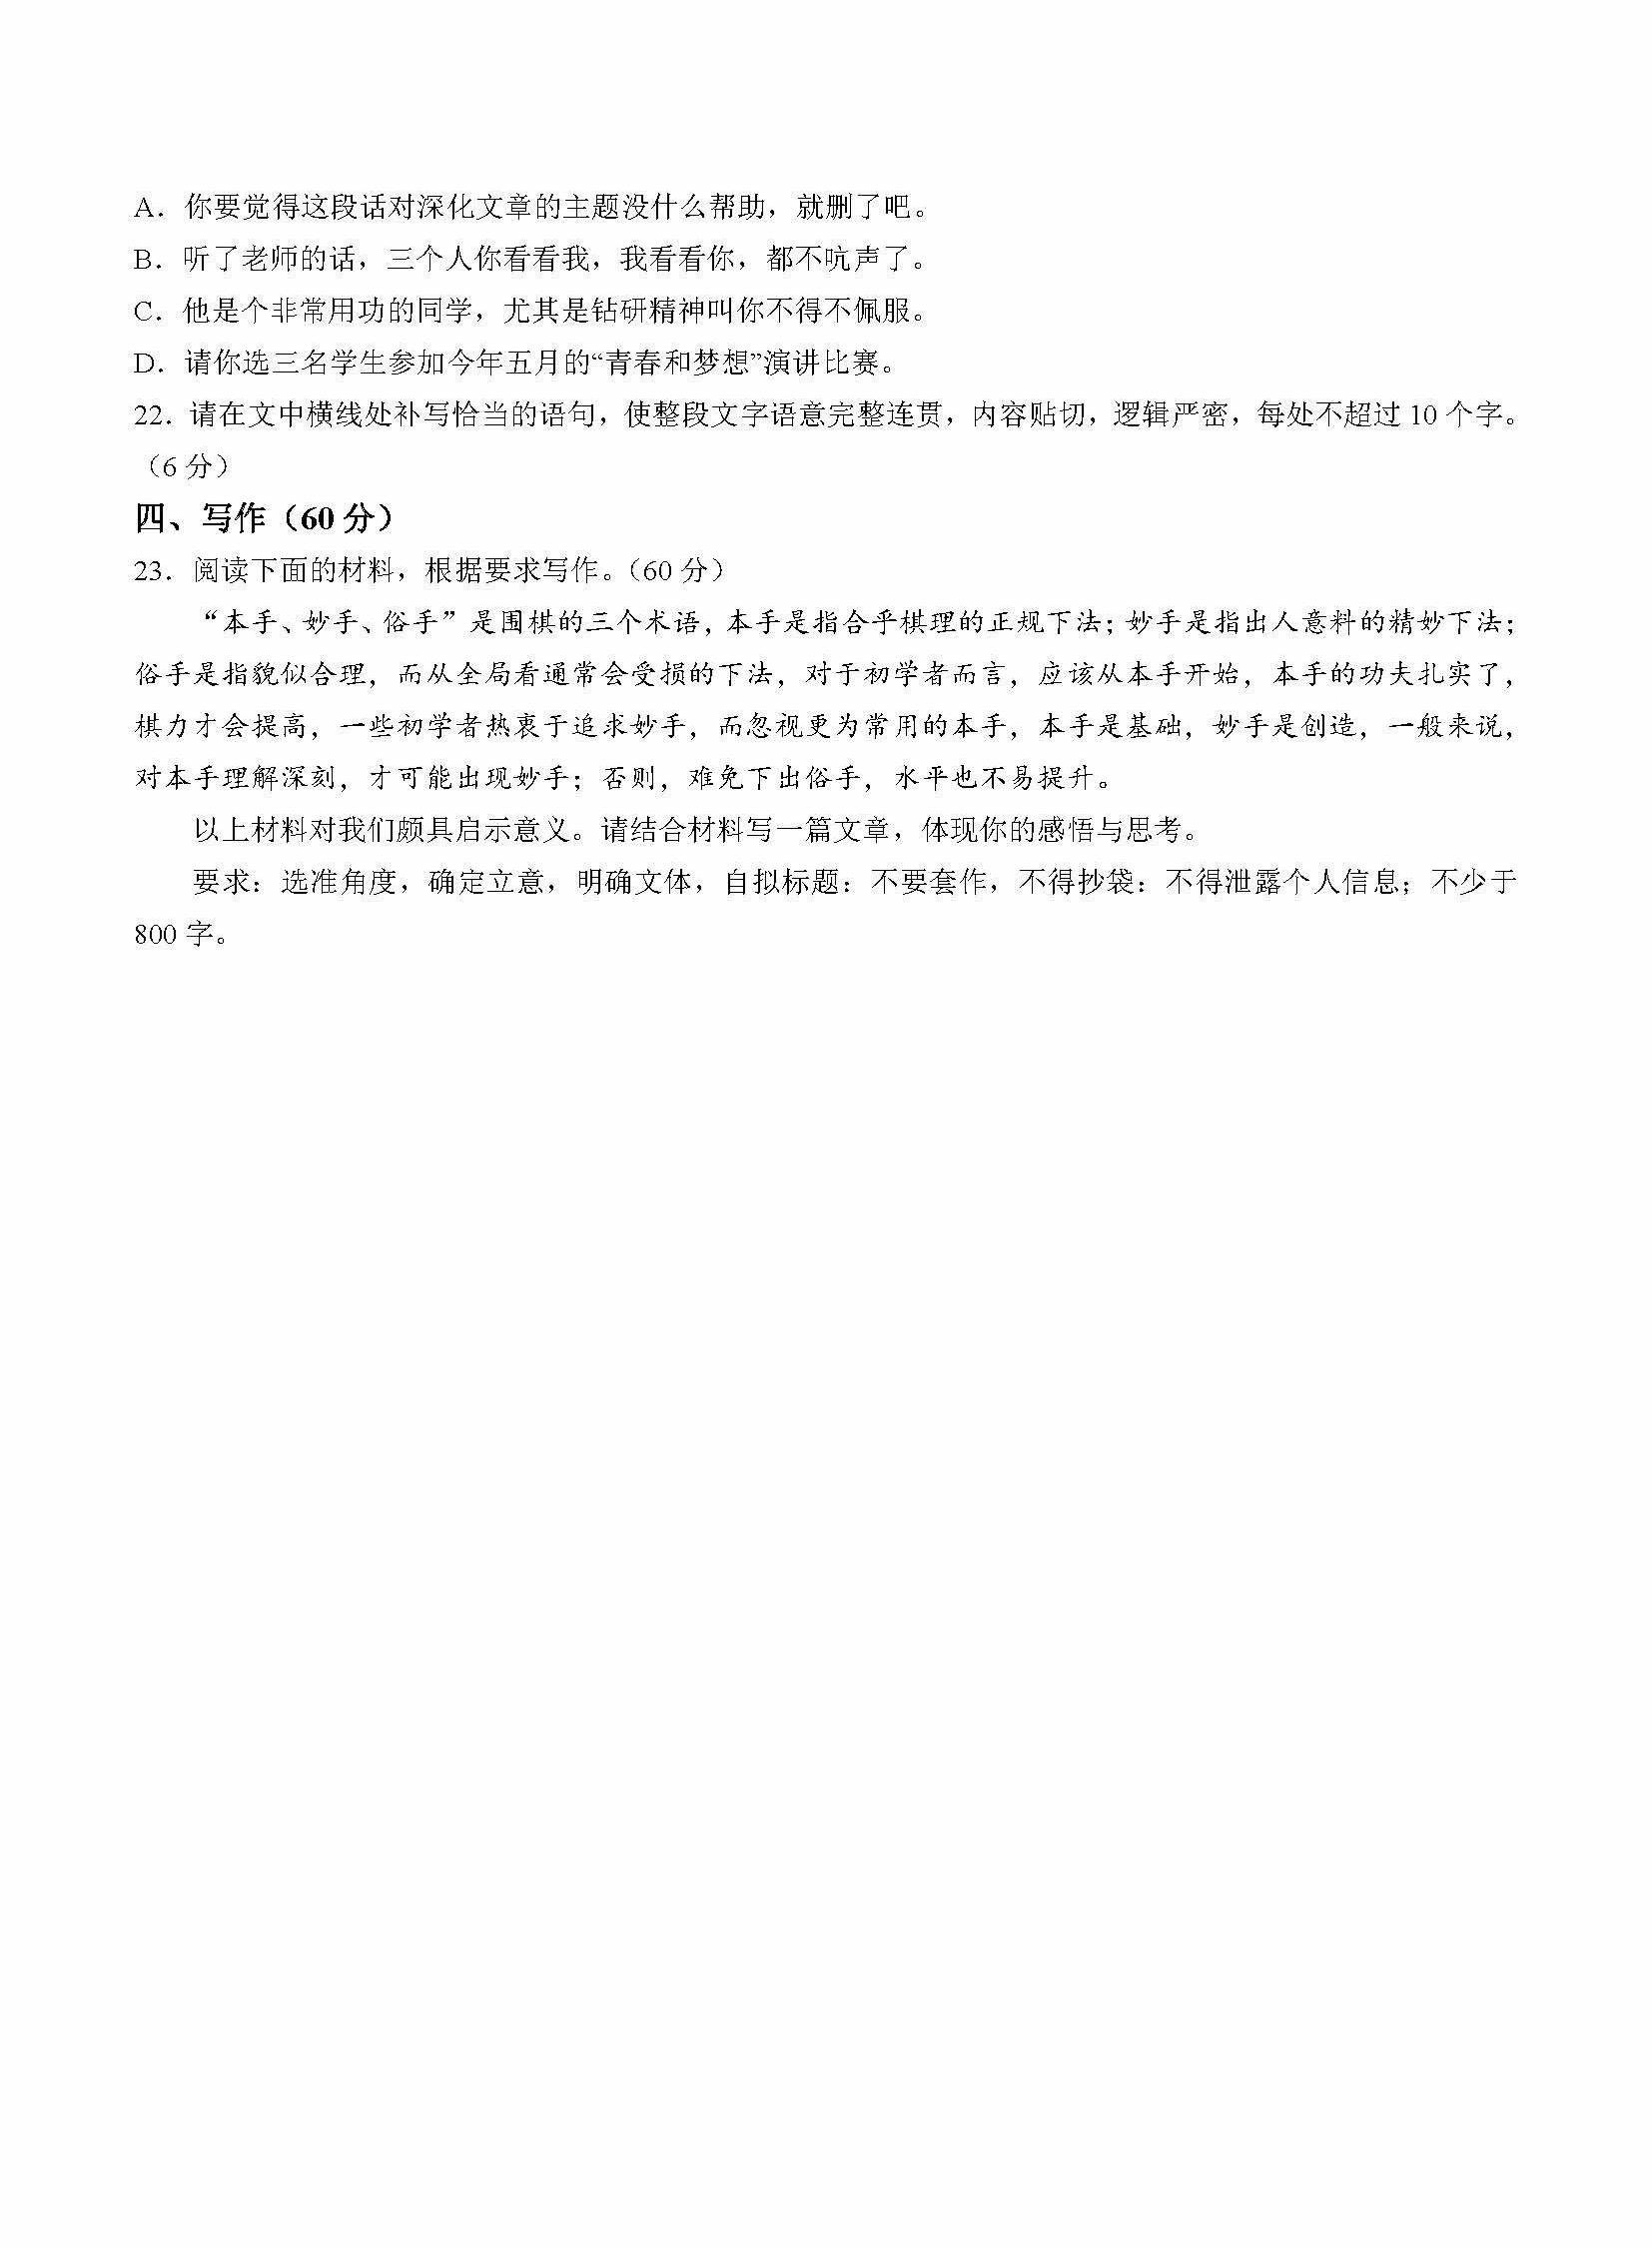 A．你要觉得这段话对深化文章的主题没什么帮助，就删了吧。
B．听了老师的话，三个人你看看我，我看看你，都不吭声了。
C．他是个非常用功的同学，尤其是钻研精神叫你不得不佩服。
D．请你选三名学生参加今年五月的“青春和梦想”演讲比赛。
22．请在文中横线处补写恰当的语句，使整段文字语意完整连贯，内容贴切，逻辑严密，每处不超过 10 个字。
（6 分）
四、写作（60 分）
23．阅读下面的材料，根据要求写作。（60 分）
“本手、妙手、俗手”是围棋的三个术语，本手是指合乎棋理的正规下法；妙手是指出人意料的精妙下法；
俗手是指貌似合理，而从全局看通常会受损的下法，对于初学者而言，应该从本手开始，本手的功夫扎实了，
棋力才会提高，一些初学者热衷于追求妙手，而忽视更为常用的本手，本手是基础，妙手是创造，一般来说，
对本手理解深刻，才可能出现妙手；否则，难免下出俗手，水平也不易提升。
以上材料对我们颇具启示意义。请结合材料写一篇文章，体现你的感悟与思考。
要求：选准角度，确定立意，明确文体，自拟标题：不要套作，不得抄袋：不得泄露个人信息；不少于
800 字。